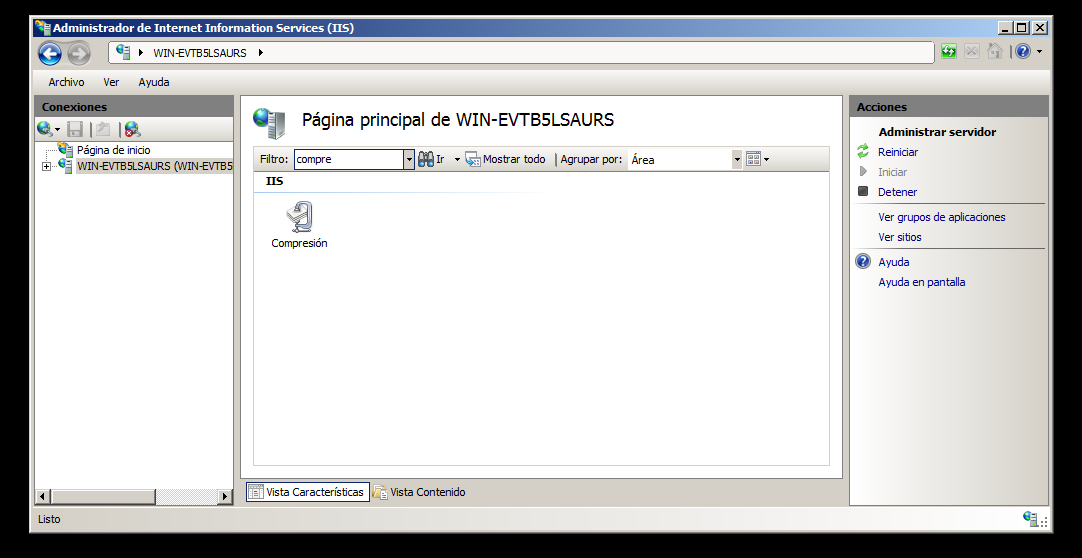 Administrador de Internet Information Services (IIS)
WIN-EVTB5LSAURS
Archivo Ver Ayuda
Conexiones
Página de inicio
WIN-EVTB5LSAURS (WIN-EVTB5
Página principal de WIN-EVTB5LSAURS
Filtro: compre Ir Mostrar todo Agrupar por: Área
IIS
Compresión
Vista Características Vista Contenido
Acciones
Administrar servidor
Reiniciar
Iniciar
Detener
Ver grupos de aplicaciones
Ver sitios
Ayuda
Ayuda en pantalla
Listo